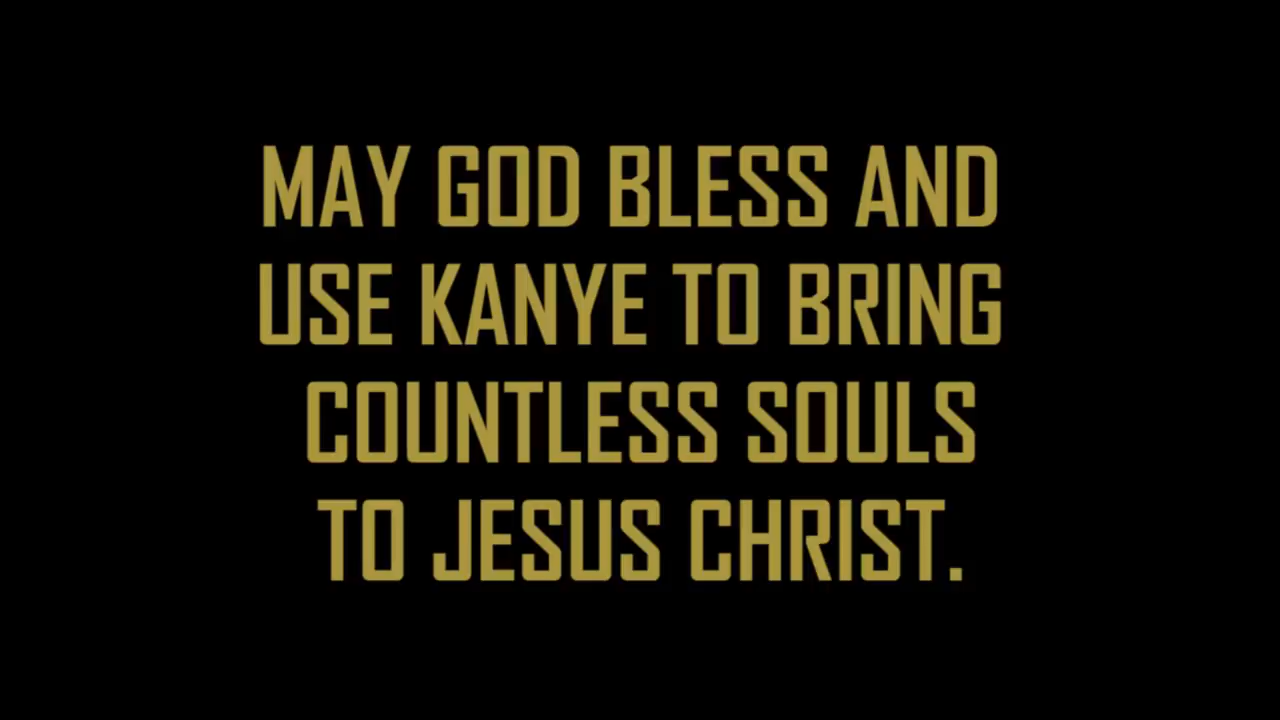 MAY GOD BLESS AND
USE KANYE TO BRING
COUNTLESS SOULS
TO JESUS CHRIST.